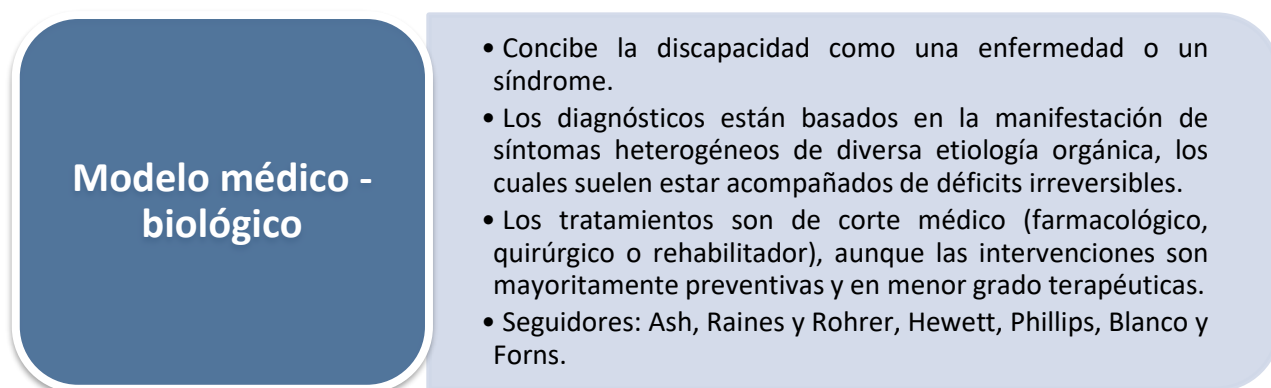 Modelo médico -
biológico
• Concibe la discapacidad como una enfermedad o un
síndrome.
• Los diagnósticos están basados en la manifestación de
síntomas heterogéneos de diversa etiología orgánica, los
cuales suelen estar acompañados de déficits irreversibles.
• Los tratamientos son de corte médico (farmacológico,
quirúrgico o rehabilitador), aunque las intervenciones son
mayoritamente preventivas y en menor grado terapéuticas.
• Seguidores: Ash, Raines y Rohrer, Hewett, Phillips, Blanco y
Forns.